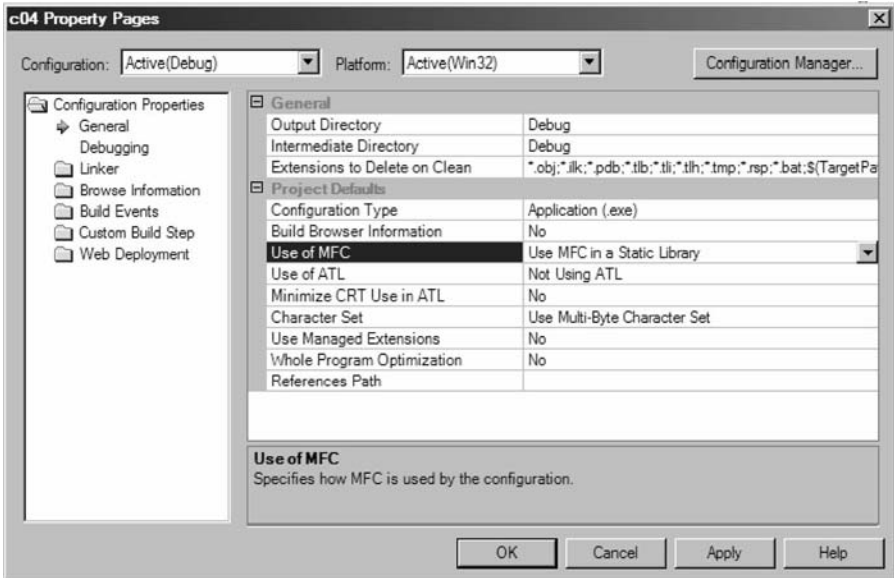 c04 Property Pages
Configuration: Active(Debug) Platform: Active(Win32) Configuration Manager...
Configuration Properties
General
Debugging
Linker
Browse Information
Build Events
Custom Build Step
Web Deployment
General
Output Directory Debug
Intermediate Directory Debug
Extensions to Delete on Clean *.obj;*.ilk;*.pdb;*.tlb;*.tli;*.tlh;*.tmp;*.rsp;*.bat;$(TargetPa
Project Defaults
Configuration Type Application (.exe)
Build Browser Information No
Use of MFC Use MFC in a Static Library
Use of ATL Not Using ATL
Minimize CRT Use in ATL No
Character Set Use Multi-Byte Character Set
Use Managed Extensions No
Whole Program Optimization No
References Path
Use of MFC
Specifies how MFC is used by the configuration.
OK Cancel Apply Help